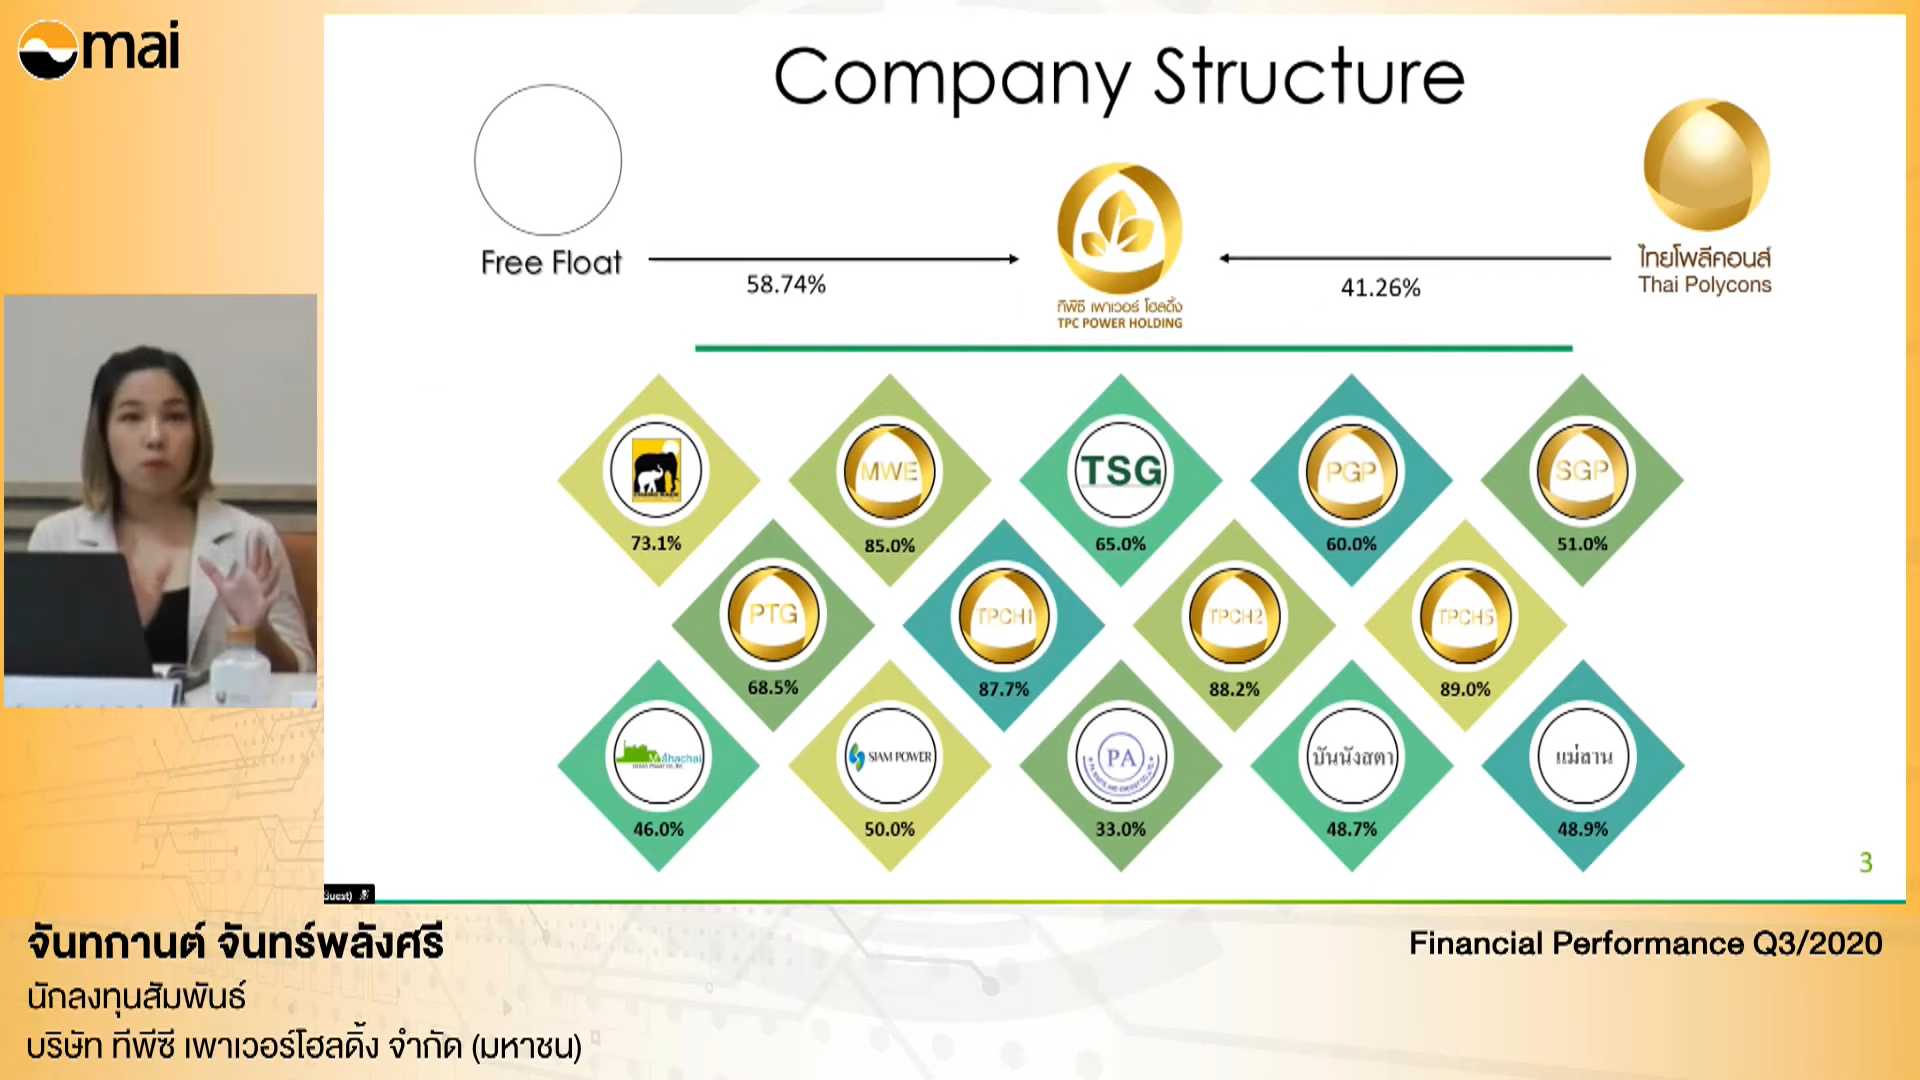 mai
Company Structure
Free Float
58.74%
ทีพีซี เพาเวอร์ โฮลดิ้ง
TPC POWER HOLDING
41.26%
ไทยโพลีคอนส์
Thai Polycons
73.1%
MWE
85.0%
TSG
65.0%
PGP
60.0%
SGP
51.0%
PTG
68.5%
TPCH1
87.7%
TPCH2
88.2%
TPCH5
89.0%
Mahachai
46.0%
SIAM POWER
50.0%
PA
33.0%
บันนังสตา
48.7%
แม่ลาน
48.9%
3
Guest)
จันทกานต์ จันทร์พลังศรี
นักลงทุนสัมพันธ์
บริษัท ทีพีซี เพาเวอร์โฮลดิ้ง จำกัด (มหาชน)
Financial Performance Q3/2020